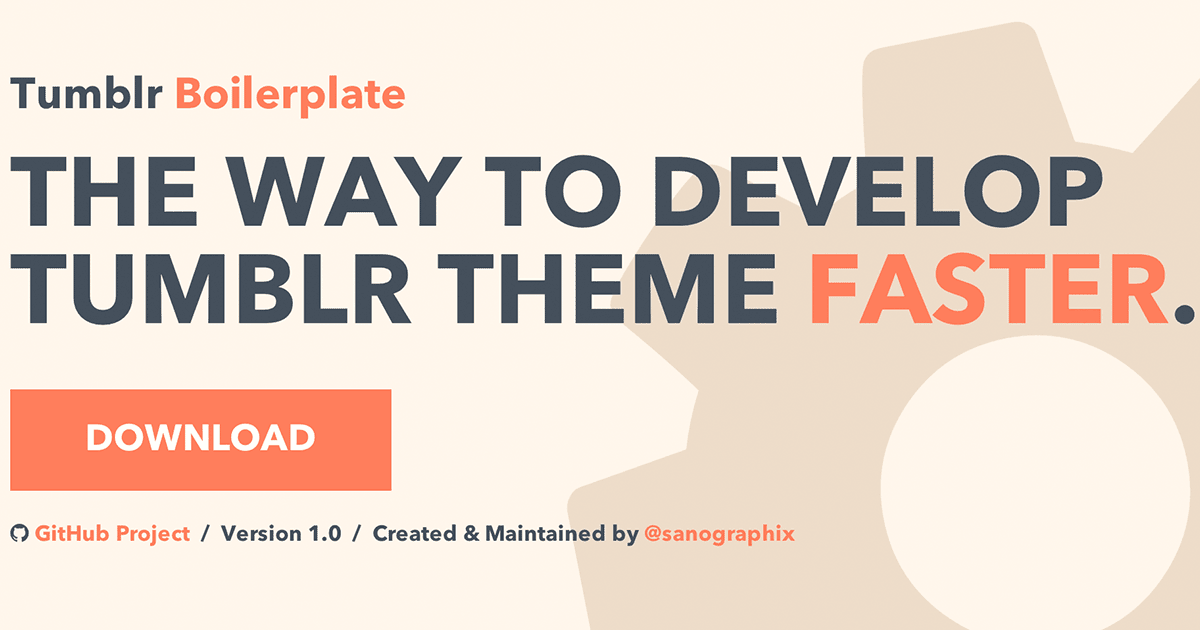 Tumblr Boilerplate
THE WAY TO DEVELOP
TUMBLR THEME FASTER.
DOWNLOAD
GitHub Project / Version 1.0 / Created & Maintained by @sanographix